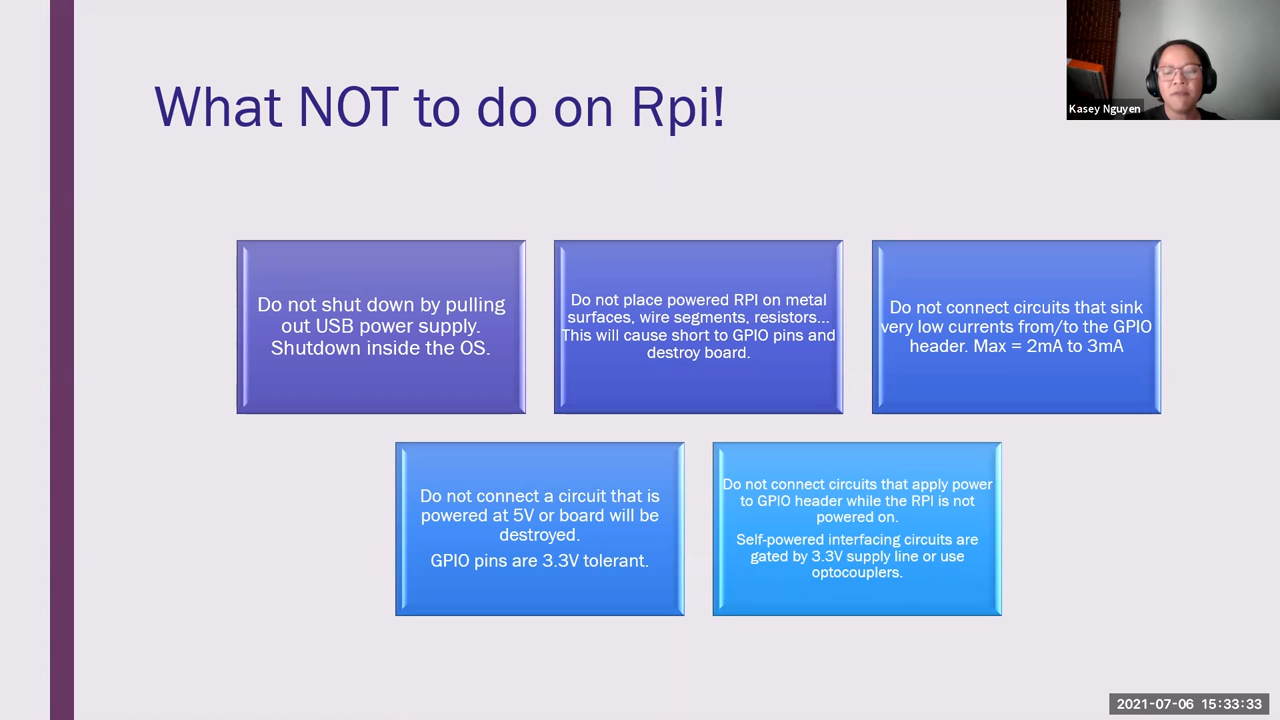 What NOT to do on Rpi!
Kasey Nguyen
Do not shut down by pulling
out USB power supply.
Shutdown inside the OS.
Do not place powered RPI on metal
surfaces, wire segments, resistors...
This will cause short to GPIO pins and
destroy board.
Do not connect circuits that sink
very low currents from/to the GPIO
header. Max = 2mA to 3mA
Do not connect a circuit that is
powered at 5V or board will be
destroyed.
GPIO pins are 3.3V tolerant.
Do not connect circuits that apply power
to GPIO header while the RPI is not
powered on.
Self-powered interfacing circuits are
gated by 3.3V supply line or use
optocouplers.
2021-07-06 15:33:33